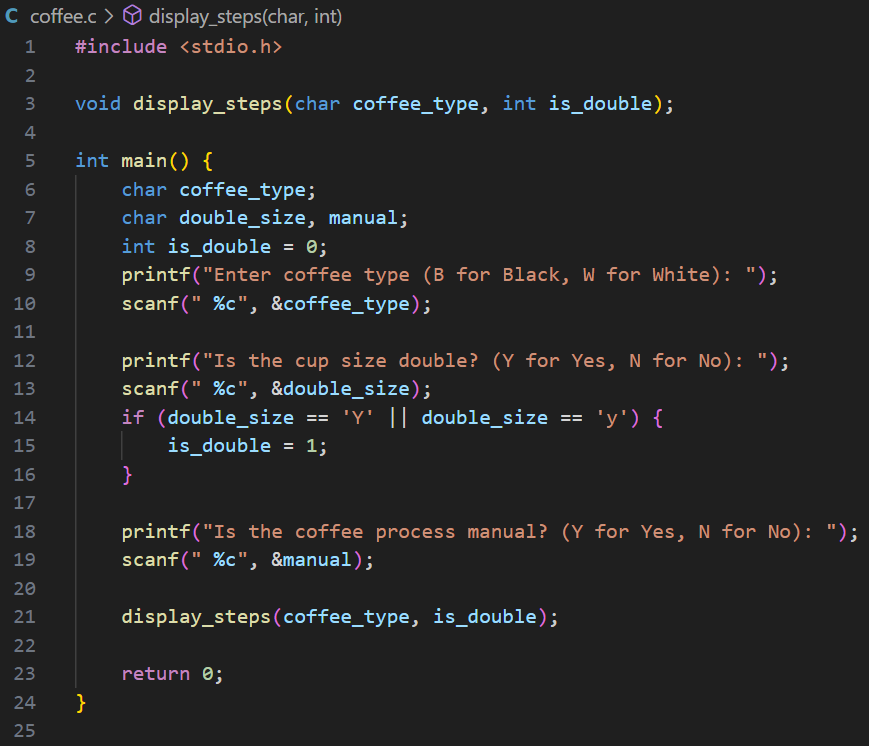 C coffee.c > display_steps(char, int)
1 #include <stdio.h>
2
3 void display_steps(char coffee_type, int is_double);
4
5 int main() {
6     char coffee_type;
7     char double_size, manual;
8     int is_double = 0;
9     printf("Enter coffee type (B for Black, W for White): ");
10     scanf(" %c", &coffee_type);
11
12     printf("Is the cup size double? (Y for Yes, N for No): ");
13     scanf(" %c", &double_size);
14     if (double_size == 'Y' || double_size == 'y') {
15         is_double = 1;
16     }
17
18     printf("Is the coffee process manual? (Y for Yes, N for No): ");
19     scanf(" %c", &manual);
20
21     display_steps(coffee_type, is_double);
22
23     return 0;
24 }
25